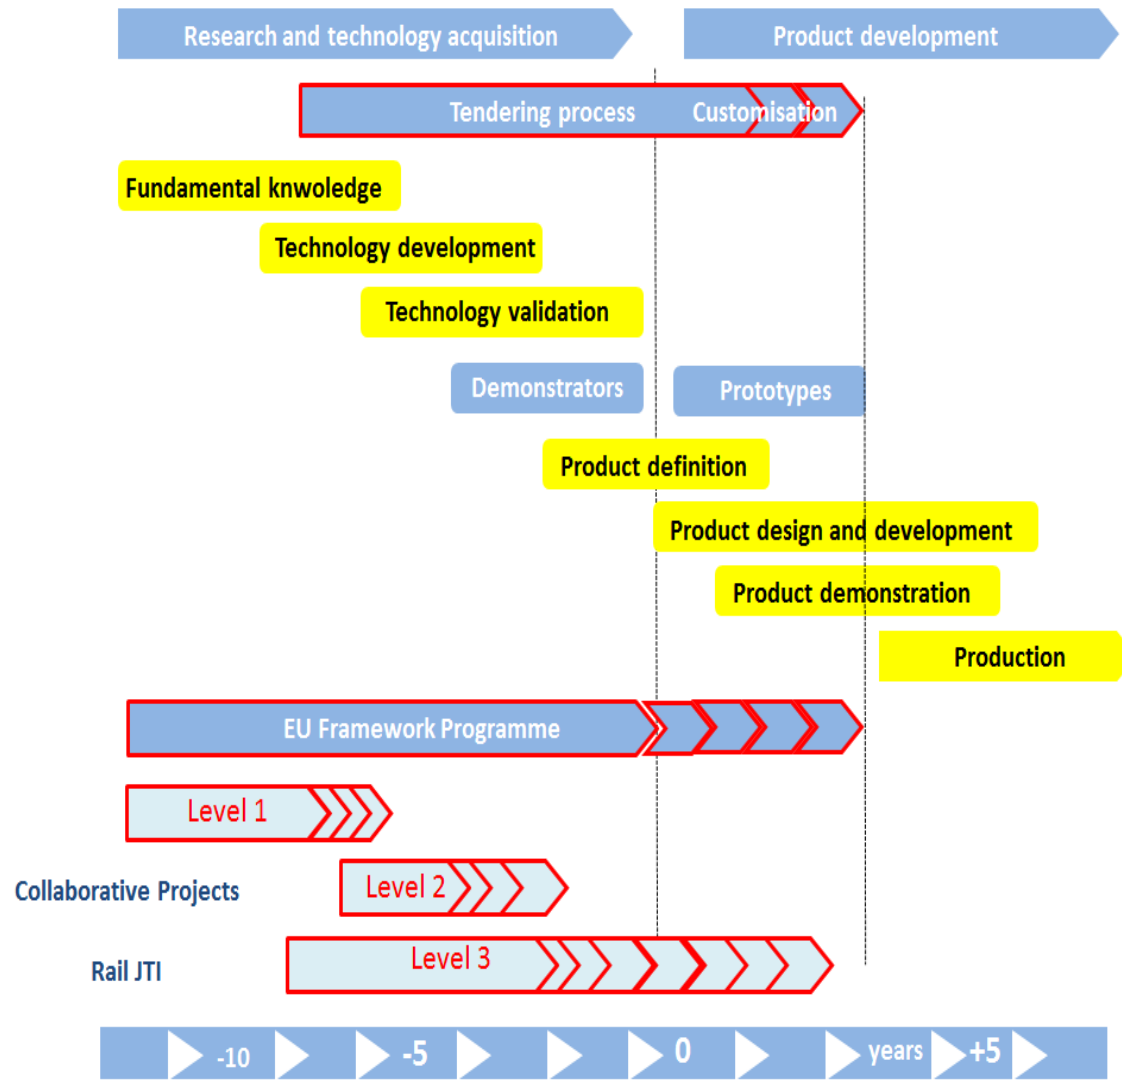 Research and technology acquisition
Product development
Tendering process
Customisation
Fundamental knwoledge
Technology development
Technology validation
Demonstrators
Prototypes
Product definition
Product design and development
Product demonstration
Production
EU Framework Programme
Level 1
Level 2
Collaborative Projects
Level 3
Rail JTI
-10 -5 0 years +5